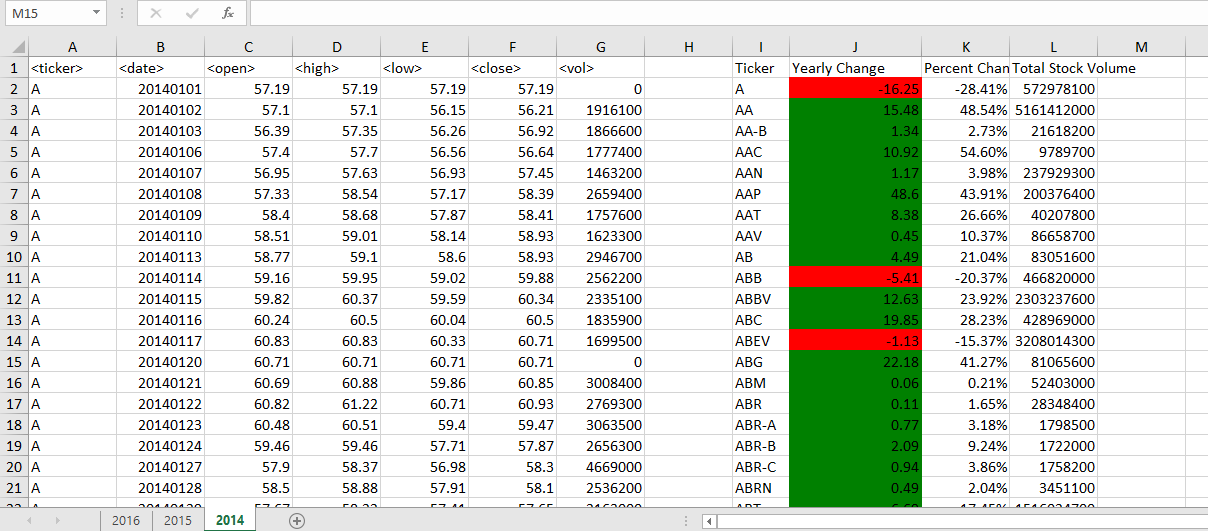 M15 fx
A B C D E F G H I J K L M
1 <ticker> <date> <open> <high> <low> <close> <vol> Ticker Yearly Change Percent Chan Total Stock Volume
2 A 20140101 57.19 57.19 57.19 57.19 0 A -16.25 -28.41% 572978100
3 A 20140102 57.1 57.1 56.15 56.21 1916100 AA 15.48 48.54% 5161412000
4 A 20140103 56.39 57.35 56.26 56.92 1866600 AA-B 1.34 2.73% 21618200
5 A 20140106 57.4 57.7 56.56 56.64 1777400 AAC 10.92 54.60% 9789700
6 A 20140107 56.95 57.63 56.93 57.45 1463200 AAN 1.17 3.98% 237929300
7 A 20140108 57.33 58.54 57.17 58.39 2659400 AAP 48.6 43.91% 200376400
8 A 20140109 58.4 58.68 57.87 58.41 1757600 AAT 8.38 26.66% 40207800
9 A 20140110 58.51 59.01 58.14 58.93 1623300 AAV 0.45 10.37% 86658700
10 A 20140113 58.77 59.1 58.6 58.93 2946700 AB 4.49 21.04% 83051600
11 A 20140114 59.16 59.95 59.02 59.88 2562200 ABB -5.41 -20.37% 466820000
12 A 20140115 59.82 60.37 59.59 60.34 2335100 ABBV 12.63 23.92% 2303237600
13 A 20140116 60.24 60.5 60.04 60.5 1835900 ABC 19.85 28.23% 428969000
14 A 20140117 60.83 60.83 60.33 60.71 1699500 ABEV -1.13 -15.37% 3208014300
15 A 20140120 60.71 60.71 60.71 60.71 0 ABG 22.18 41.27% 81065600
16 A 20140121 60.69 60.88 59.86 60.85 3008400 ABM 0.06 0.21% 52403000
17 A 20140122 60.82 61.22 60.71 60.93 2769300 ABR 0.11 1.65% 28348400
18 A 20140123 60.48 60.51 59.4 59.47 3063500 ABR-A 0.77 3.18% 1798500
19 A 20140124 59.46 59.46 57.71 57.87 2656300 ABR-B 2.09 9.24% 1722000
20 A 20140127 57.9 58.37 56.98 58.3 4669000 ABR-C 0.94 3.86% 1758200
21 A 20140128 58.5 58.88 57.91 58.1 2536200 ABRN 0.49 2.04% 3451100
2016 2015 2014